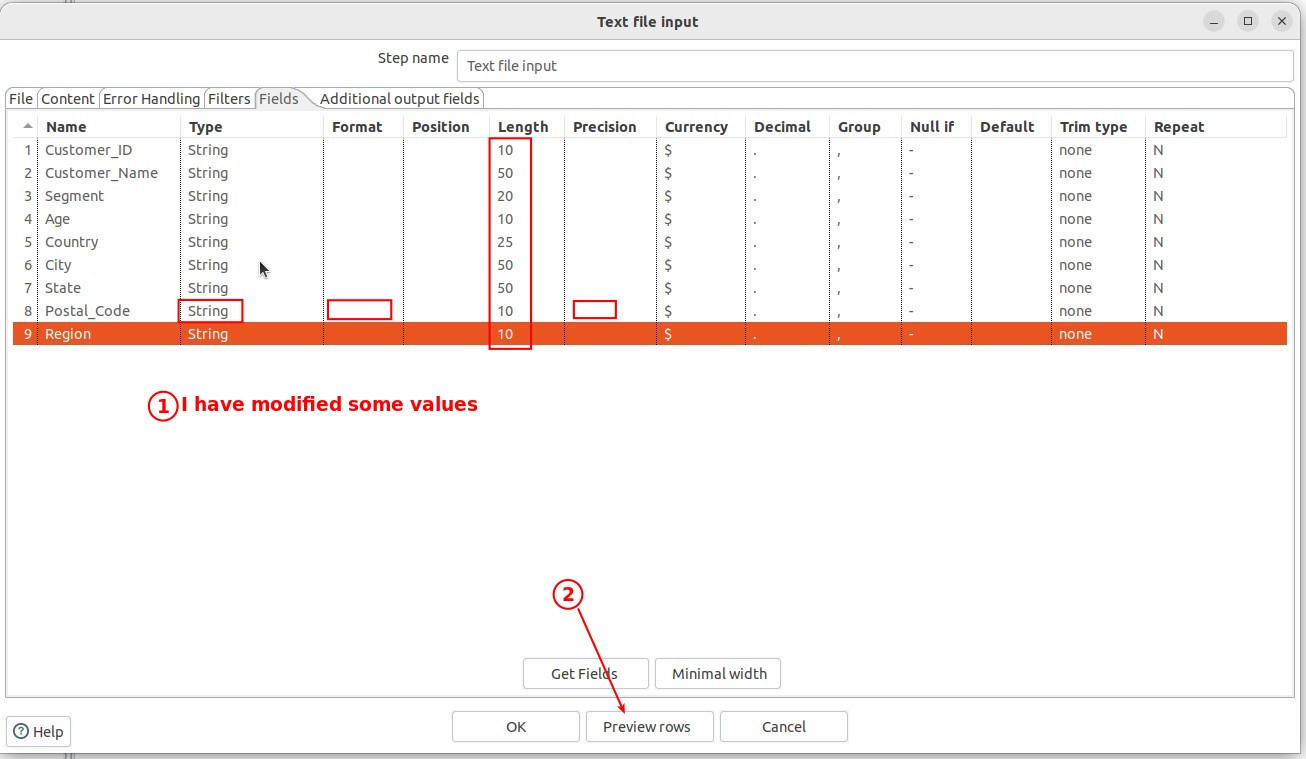 Text file input
Step name Text file input
File Content Error Handling Filters Fields Additional output fields
Name Type Format Position Length Precision Currency Decimal Group Null if Default Trim type Repeat
1 Customer_ID String 10 $ . , - none N
2 Customer_Name String 50 $ . , - none N
3 Segment String 20 $ . , - none N
4 Age String 10 $ . , - none N
5 Country String 25 $ . , - none N
6 City String 50 $ . , - none N
7 State String 50 $ . , - none N
8 Postal_Code String 10 $ . , - none N
9 Region String 10 $ . , - none N
1 I have modified some values
2
Get Fields Minimal width
? Help OK Preview rows Cancel